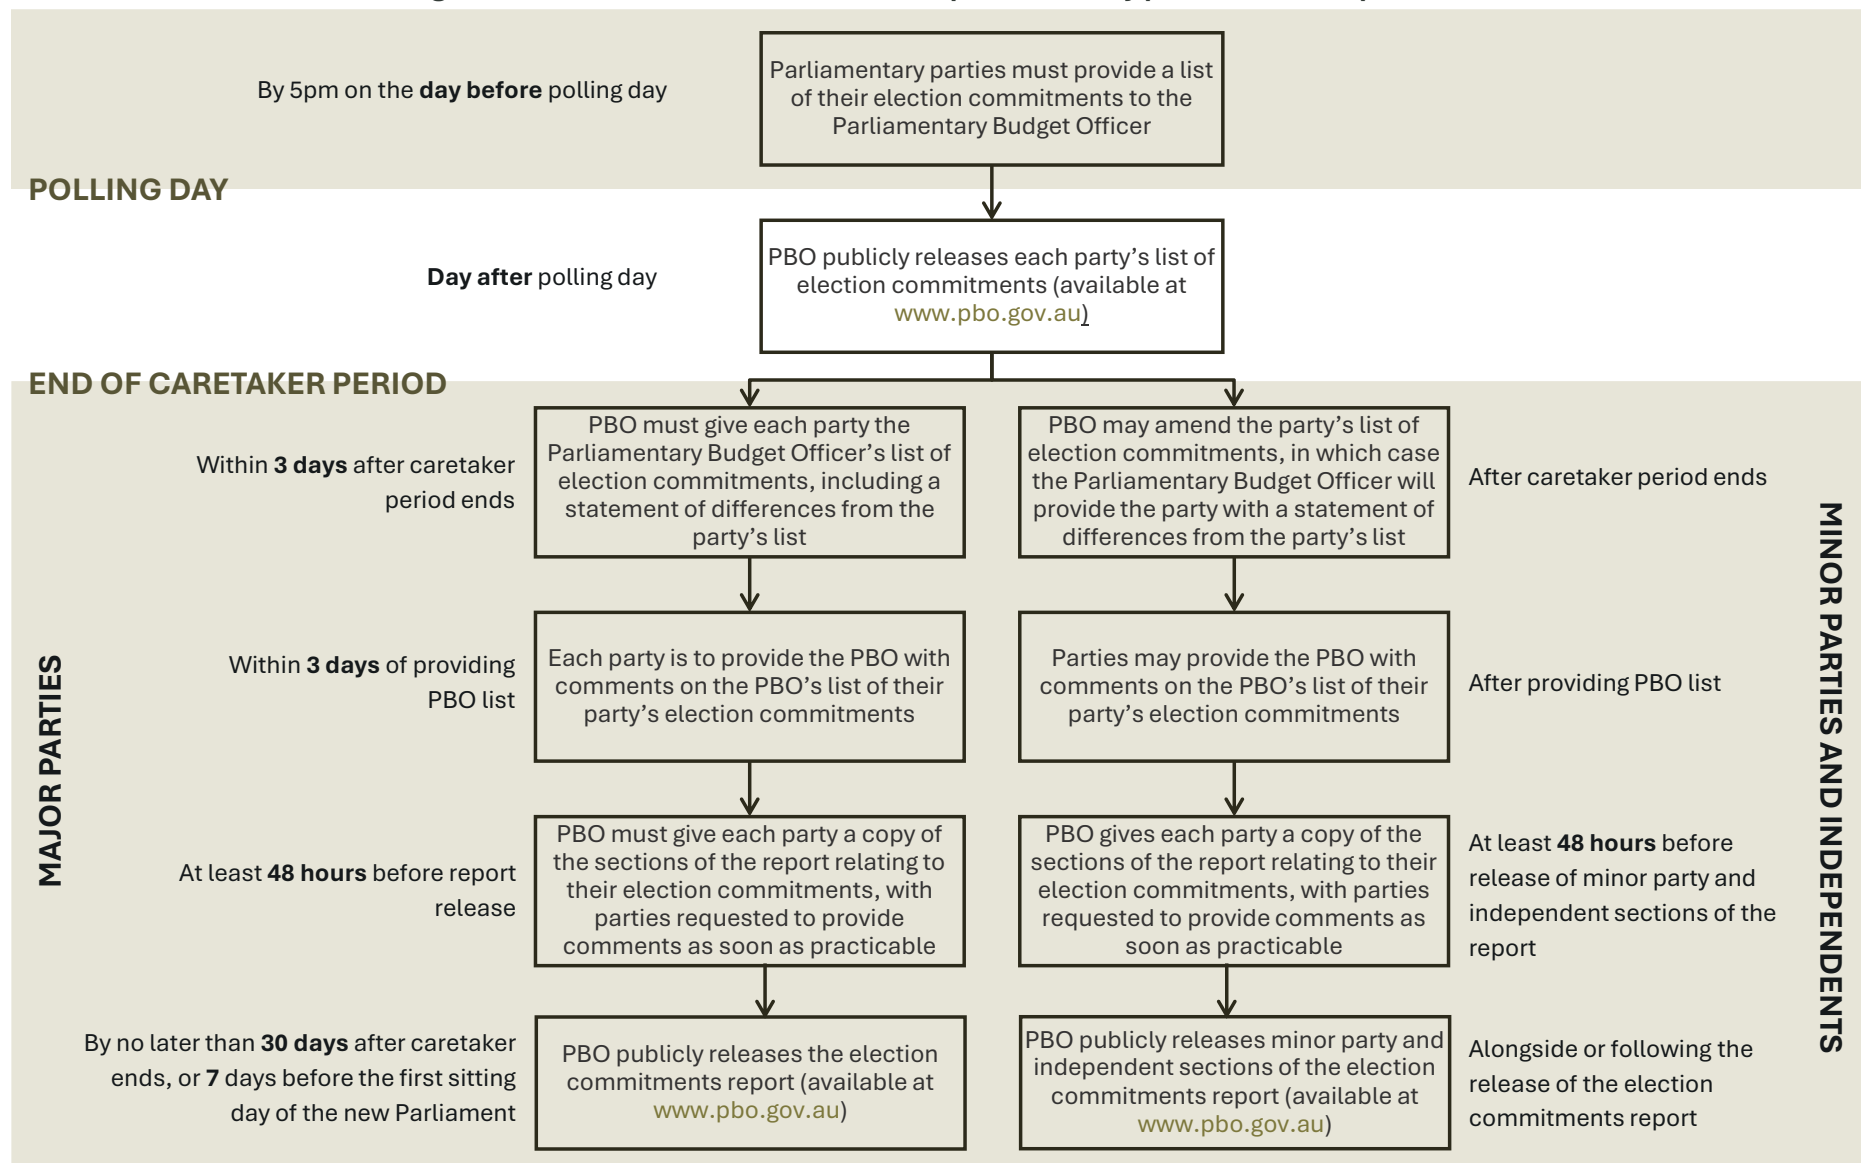 By 5pm on the day before polling day
Parliamentary parties must provide a list
of their election commitments to the
Parliamentary Budget Officer
POLLING DAY
Day after polling day
PBO publicly releases each party’s list of
election commitments (available at
www.pbo.gov.au)
END OF CARETAKER PERIOD
MAJOR PARTIES
Within 3 days after caretaker
period ends
PBO must give each party the
Parliamentary Budget Officer’s list of
election commitments, including a
statement of differences from the
party’s list
PBO may amend the party’s list of
election commitments, in which case
the Parliamentary Budget Officer will
provide the party with a statement of
differences from the party’s list
After caretaker period ends
Within 3 days of providing
PBO list
Each party is to provide the PBO with
comments on the PBO’s list of their
party’s election commitments
Parties may provide the PBO with
comments on the PBO’s list of their
party’s election commitments
After providing PBO list
At least 48 hours before report
release
PBO must give each party a copy of
the sections of the report relating to
their election commitments, with
parties requested to provide
comments as soon as practicable
PBO gives each party a copy of the
sections of the report relating to their
election commitments, with parties
requested to provide comments as
soon as practicable
At least 48 hours before
release of minor party and
independent sections of the
report
By no later than 30 days after caretaker
ends, or 7 days before the first sitting
day of the new Parliament
PBO publicly releases the election
commitments report (available at
www.pbo.gov.au)
PBO publicly releases minor party and
independent sections of the election
commitments report (available at
www.pbo.gov.au)
Alongside or following the
release of the election
commitments report
MINOR PARTIES AND INDEPENDENTS